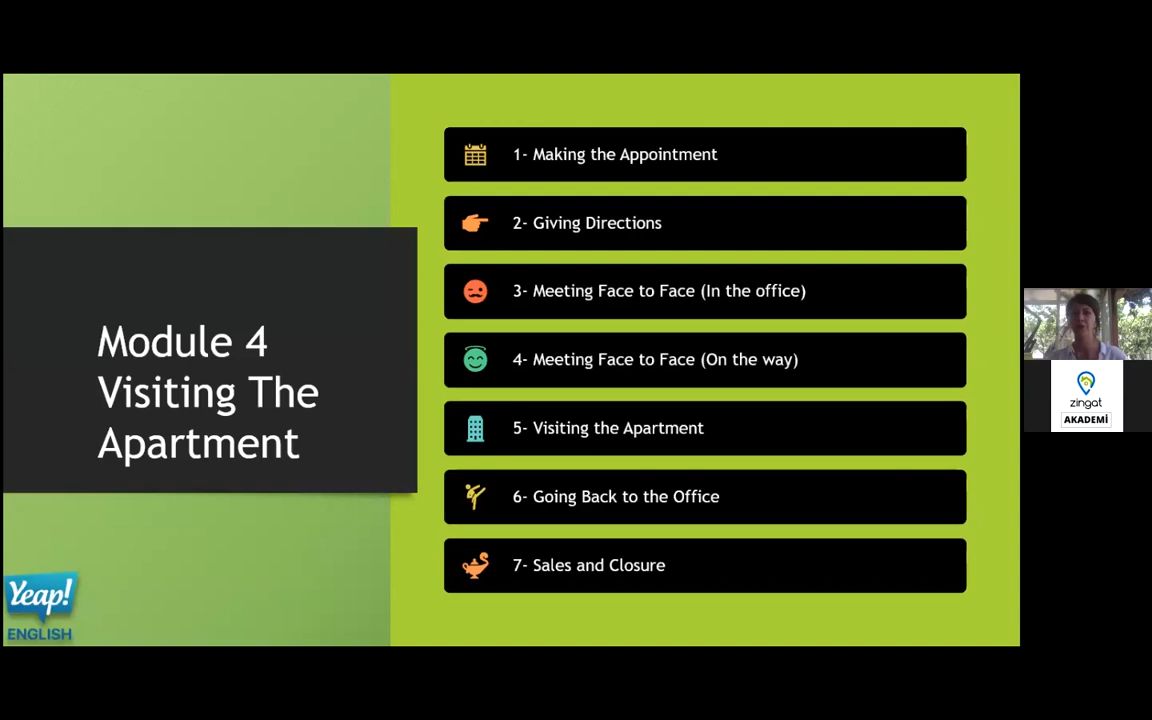 Module 4
Visiting The
Apartment
1- Making the Appointment
2- Giving Directions
3- Meeting Face to Face (In the office)
4- Meeting Face to Face (On the way)
5- Visiting the Apartment
6- Going Back to the Office
7- Sales and Closure
Yeap!
ENGLISH
zingat
AKADEMİ